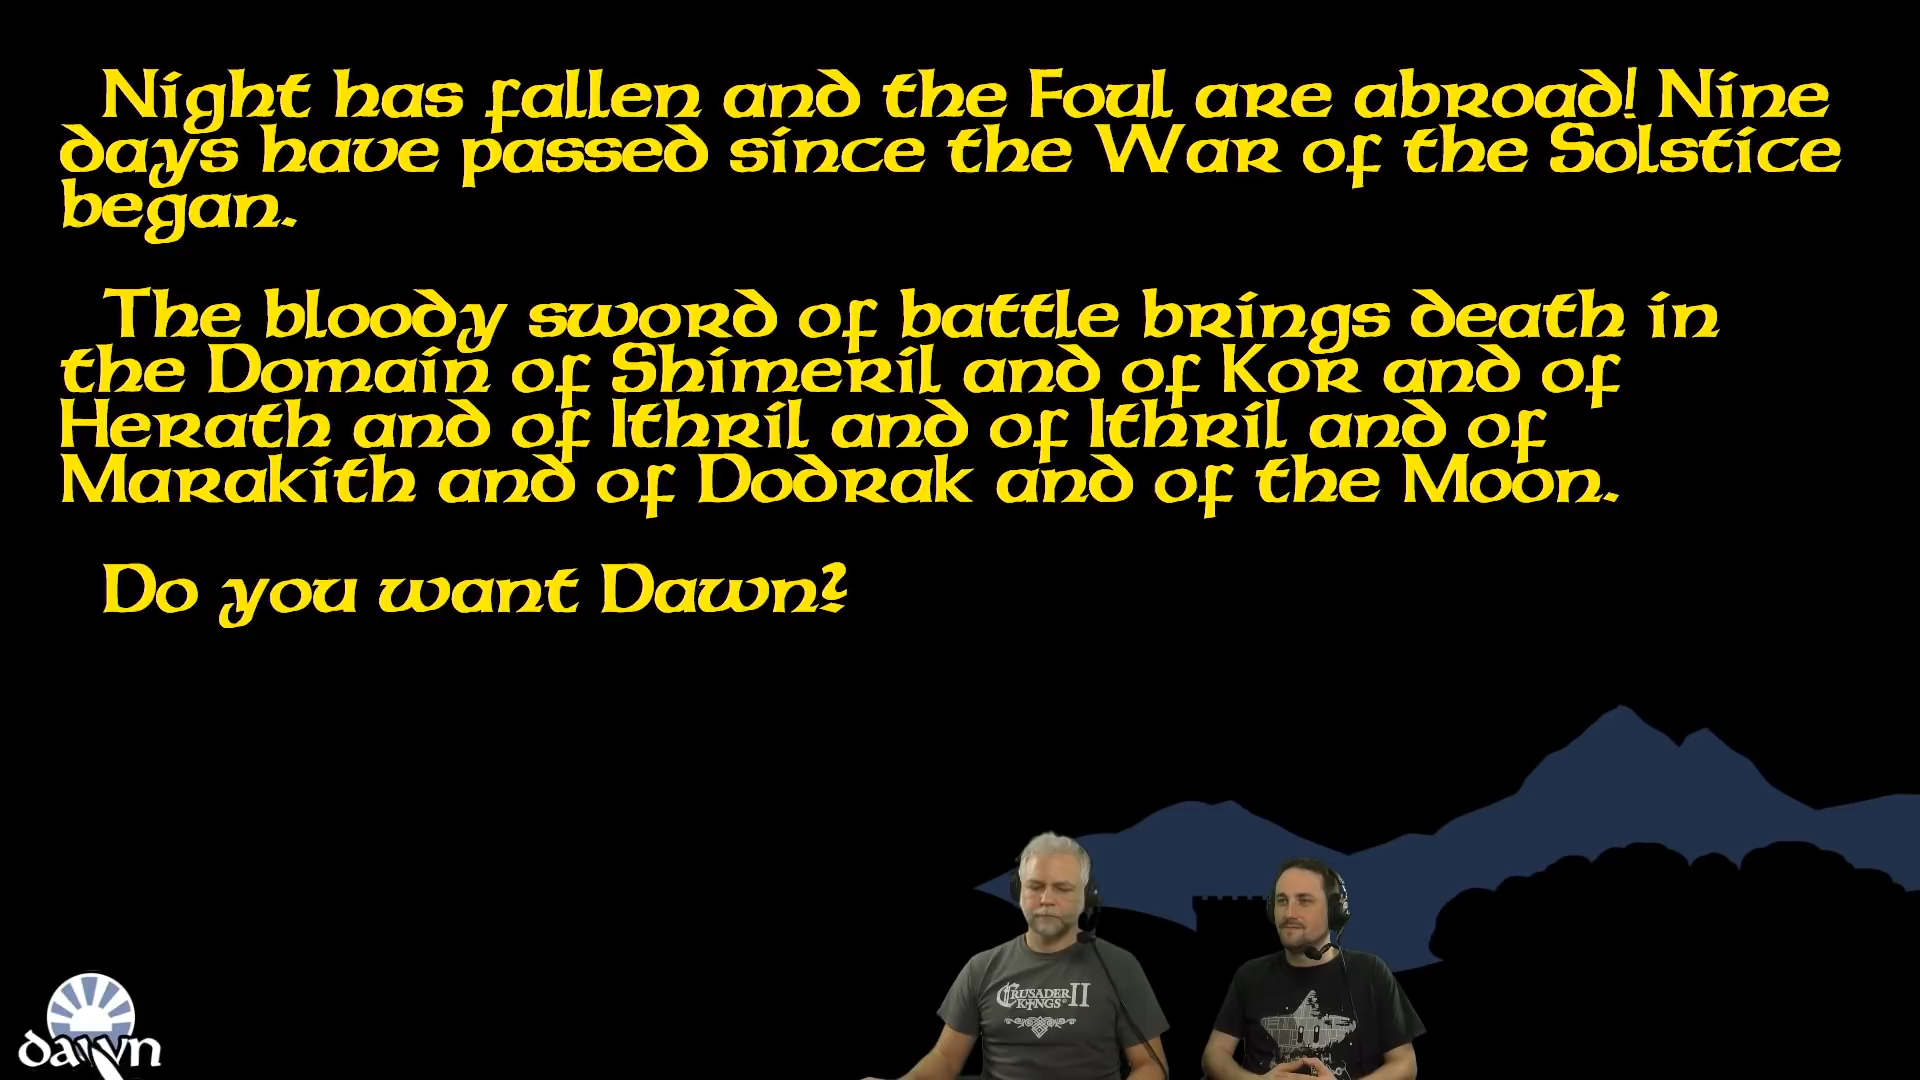 Night has fallen and the Foul are abroad! Nine
days have passed since the War of the Solstice
began.
The bloody sword of battle brings death in
the Domain of Shimeril and of Kor and of
Herath and of Ithril and of Ithril and of
Marakith and of Dodrak and of the Moon.
Do you want Dawn?
CRUSADER
KINGS II
dawn